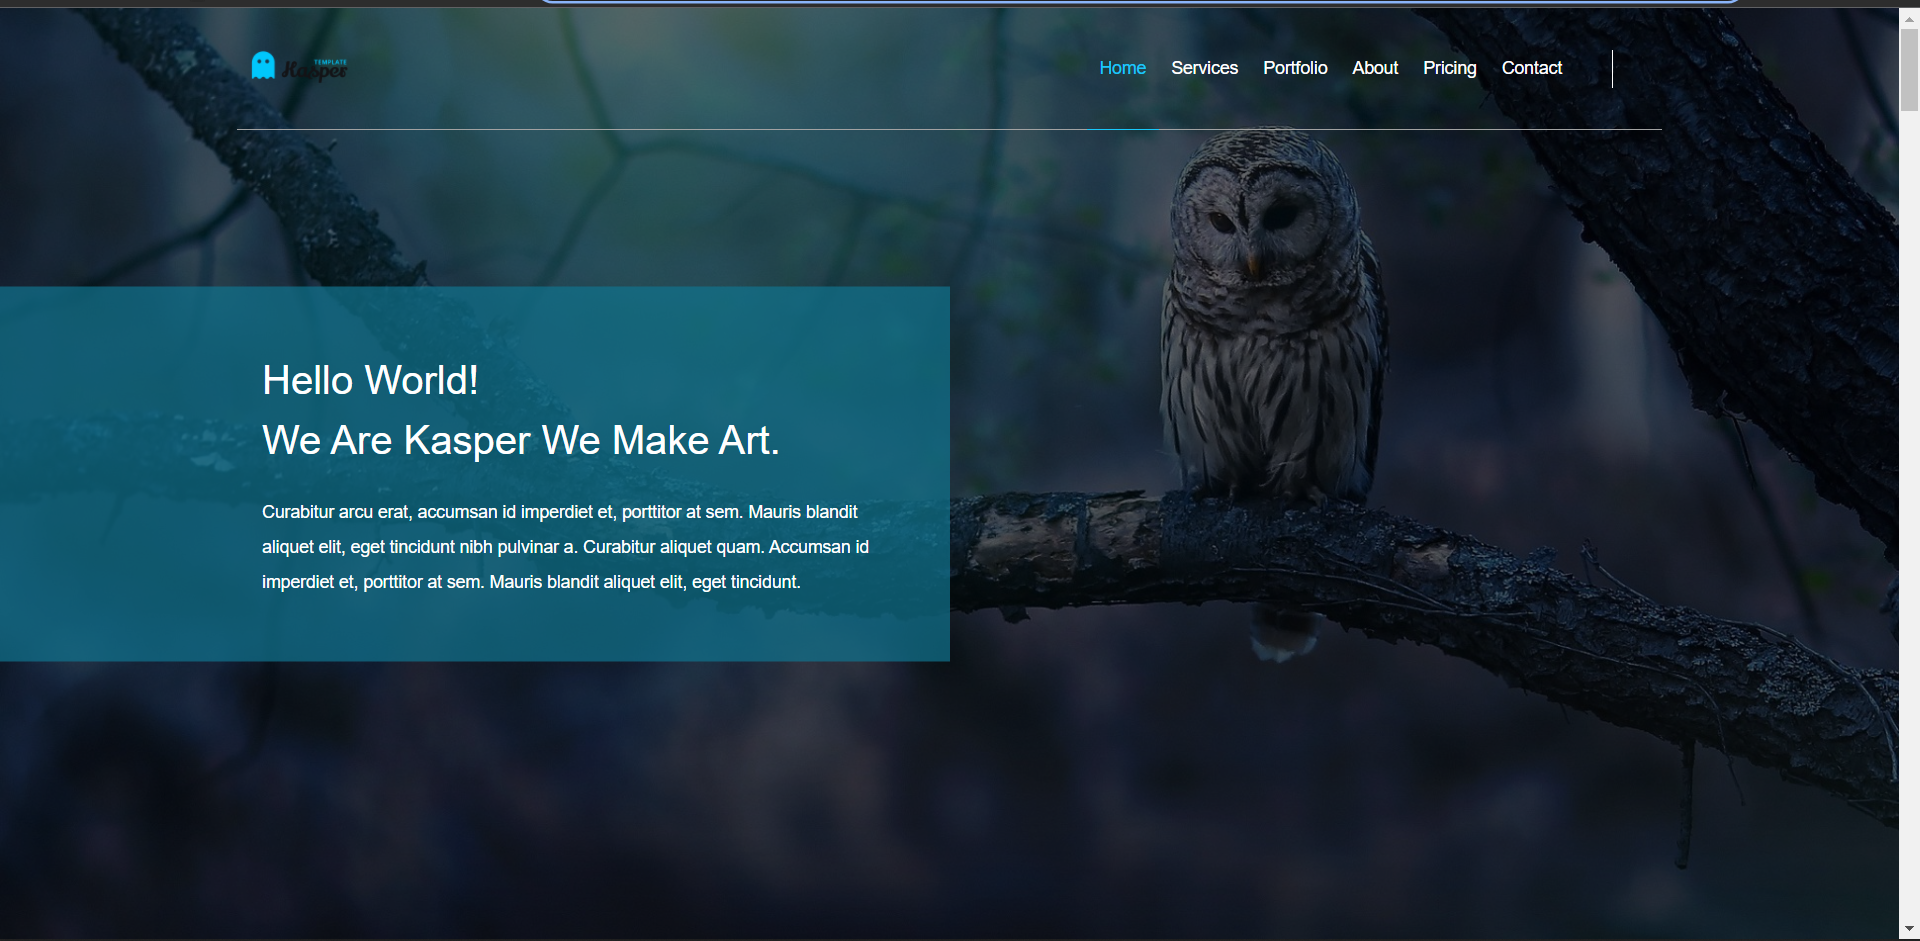 TEMPLATE
Kasper
Home Services Portfolio About Pricing Contact
Hello World!
We Are Kasper We Make Art.
Curabitur arcu erat, accumsan id imperdiet et, porttitor at sem. Mauris blandit
aliquet elit, eget tincidunt nibh pulvinar a. Curabitur aliquet quam. Accumsan id
imperdiet et, porttitor at sem. Mauris blandit aliquet elit, eget tincidunt.